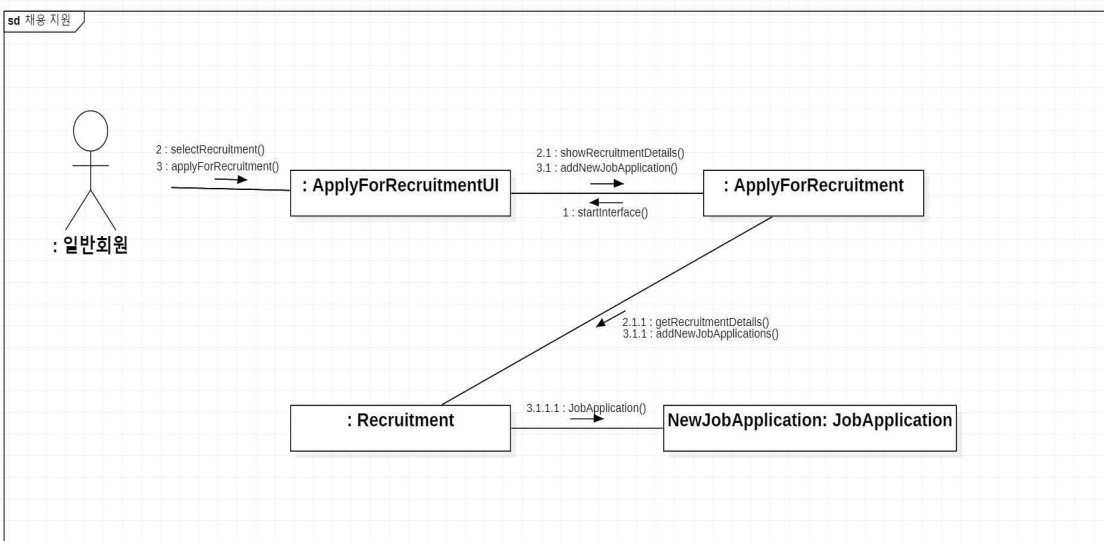 sd 채용 지원
2 : selectRecruitment()
3 : applyForRecruitment()
: ApplyForRecruitmentUI
2.1 : showRecruitmentDetails()
3.1 : addNewJobApplication()
1 : startInterface()
: ApplyForRecruitment
: 일반회원
2.1.1 : getRecruitmentDetails()
3.1.1 : addNewJobApplications()
: Recruitment
3.1.1.1 : JobApplication()
NewJobApplication: JobApplication